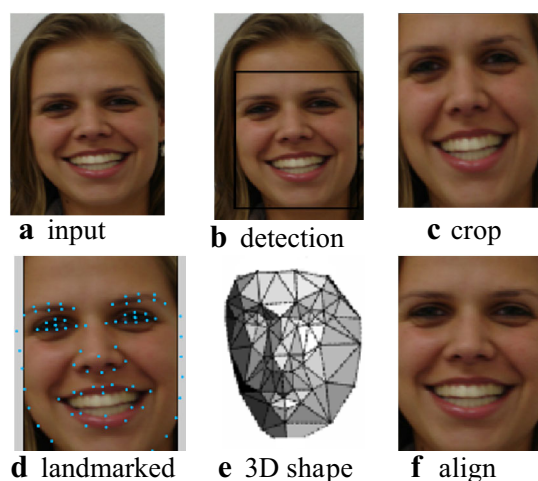 a input
b detection
c crop
d landmarked
e 3D shape
f align